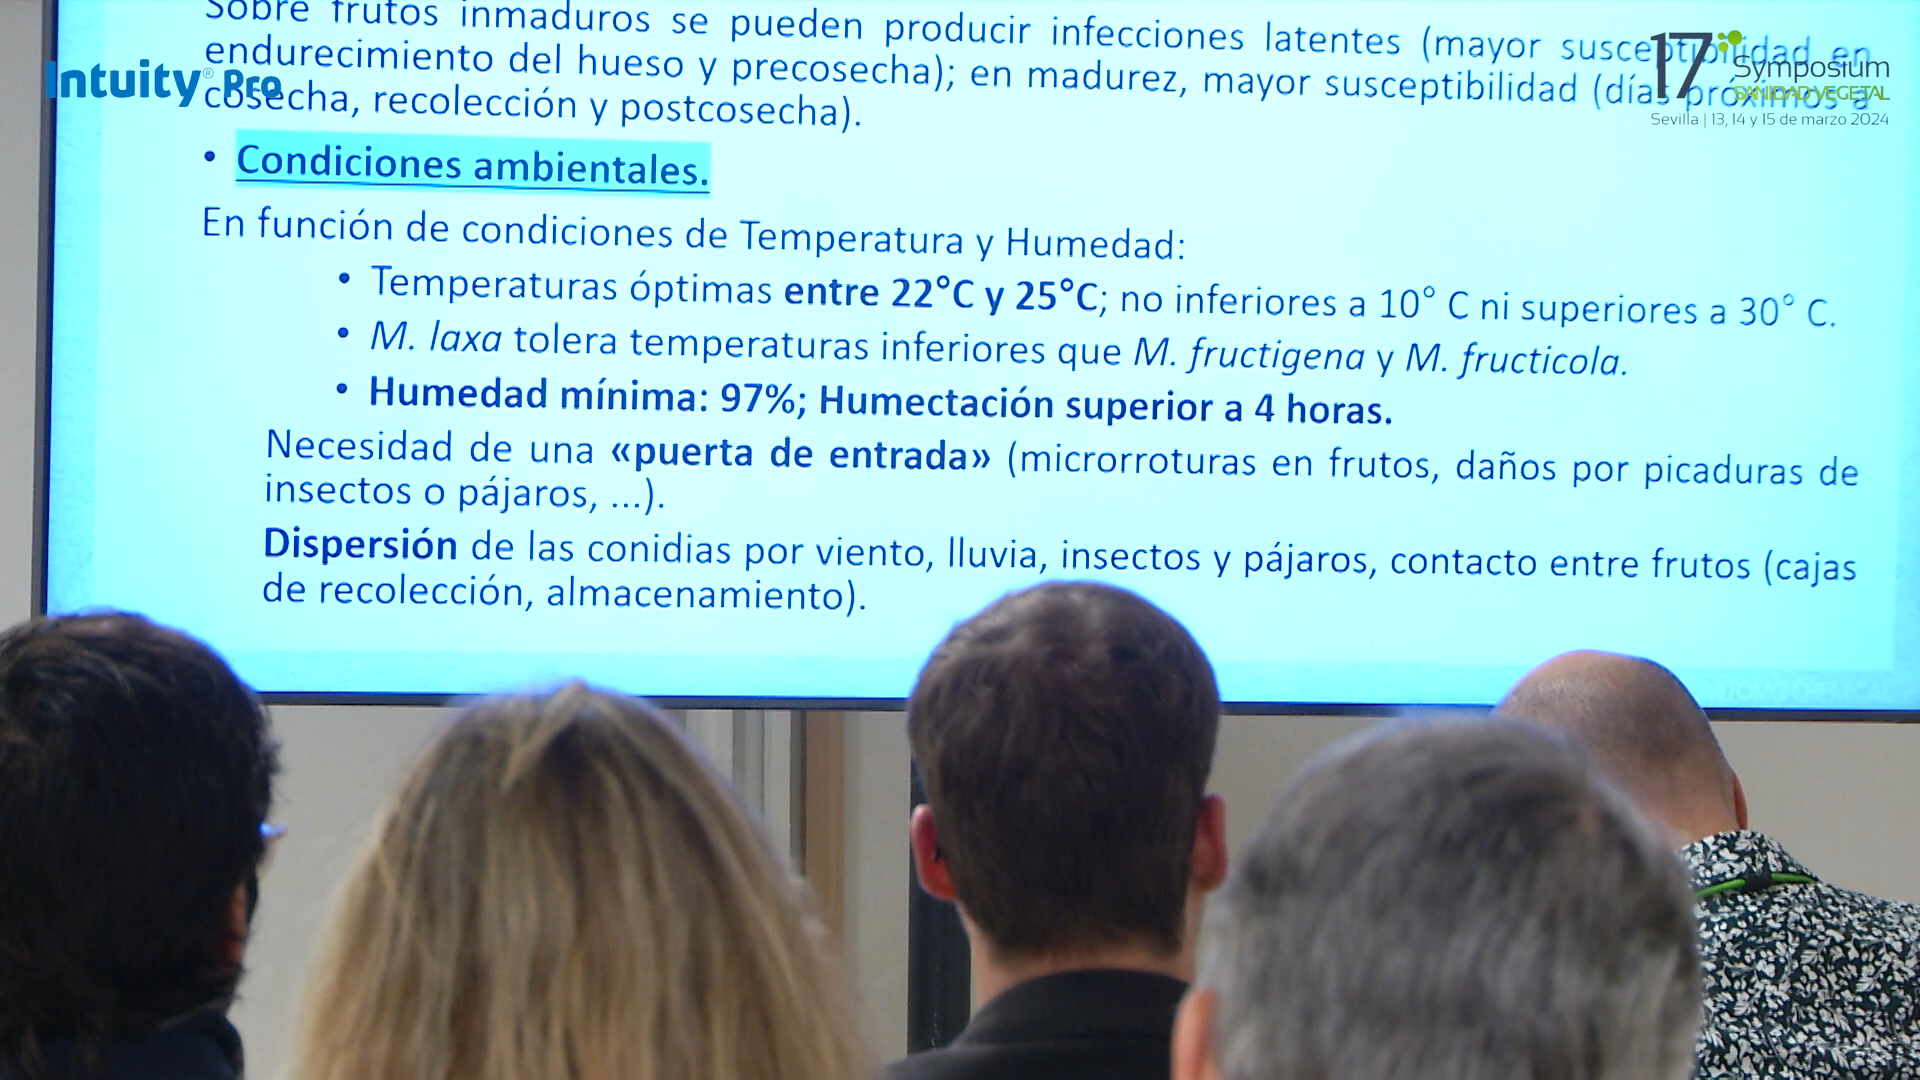 Sobre frutos inmaduros se pueden producir infecciones latentes (mayor susceptibilidad en
endurecimiento del hueso y precosecha); en madurez, mayor susceptibilidad (días próximos a
cosecha, recolección y postcosecha).
Intuity® Pro
17 Symposium
SANIDAD VEGETAL
Sevilla | 13, 14 y 15 de marzo 2024
• Condiciones ambientales.
En función de condiciones de Temperatura y Humedad:
• Temperaturas óptimas entre 22°C y 25°C; no inferiores a 10° C ni superiores a 30° C.
• M. laxa tolera temperaturas inferiores que M. fructigena y M. fructicola.
• Humedad mínima: 97%; Humectación superior a 4 horas.
Necesidad de una «puerta de entrada» (microrroturas en frutos, daños por picaduras de
insectos o pájaros, ...).
Dispersión de las conidias por viento, lluvia, insectos y pájaros, contacto entre frutos (cajas
de recolección, almacenamiento).